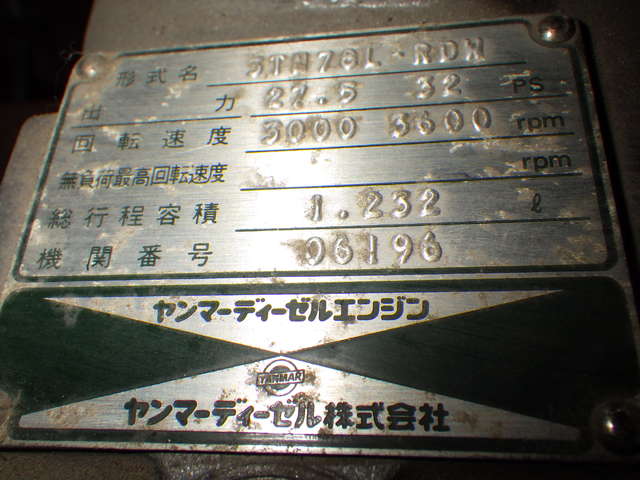 形式名 3TN78L-RDW
出力 27.5 32 PS
回転速度 3000 3600 rpm
無負荷最高回転速度 rpm
総行程容積 1.232 ℓ
機関番号 06196
ヤンマーディーゼルエンジン
YANMAR
ヤンマーディーゼル株式会社